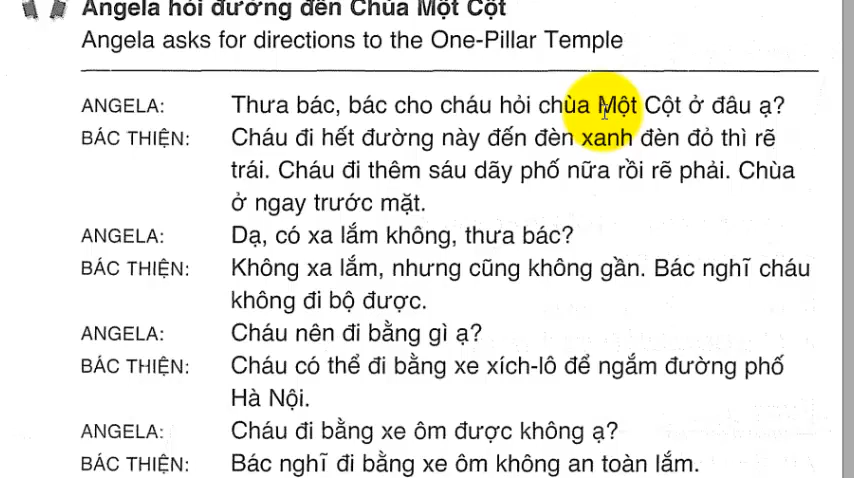 Angela hỏi đường đến Chùa Một Cột
Angela asks for directions to the One-Pillar Temple
ANGELA: Thưa bác, bác cho cháu hỏi chùa Một Cột ở đâu ạ?
BÁC THIỆN: Cháu đi hết đường này đến đèn xanh đèn đỏ thì rẽ
trái. Cháu đi thêm sáu dãy phố nữa rồi rẽ phải. Chùa
ở ngay trước mặt.
ANGELA: Dạ, có xa lắm không, thưa bác?
BÁC THIỆN: Không xa lắm, nhưng cũng không gần. Bác nghĩ cháu
không đi bộ được.
ANGELA: Cháu nên đi bằng gì ạ?
BÁC THIỆN: Cháu có thể đi bằng xe xích-lô để ngắm đường phố
Hà Nội.
ANGELA: Cháu đi bằng xe ôm được không ạ?
BÁC THIỆN: Bác nghĩ đi bằng xe ôm không an toàn lắm.